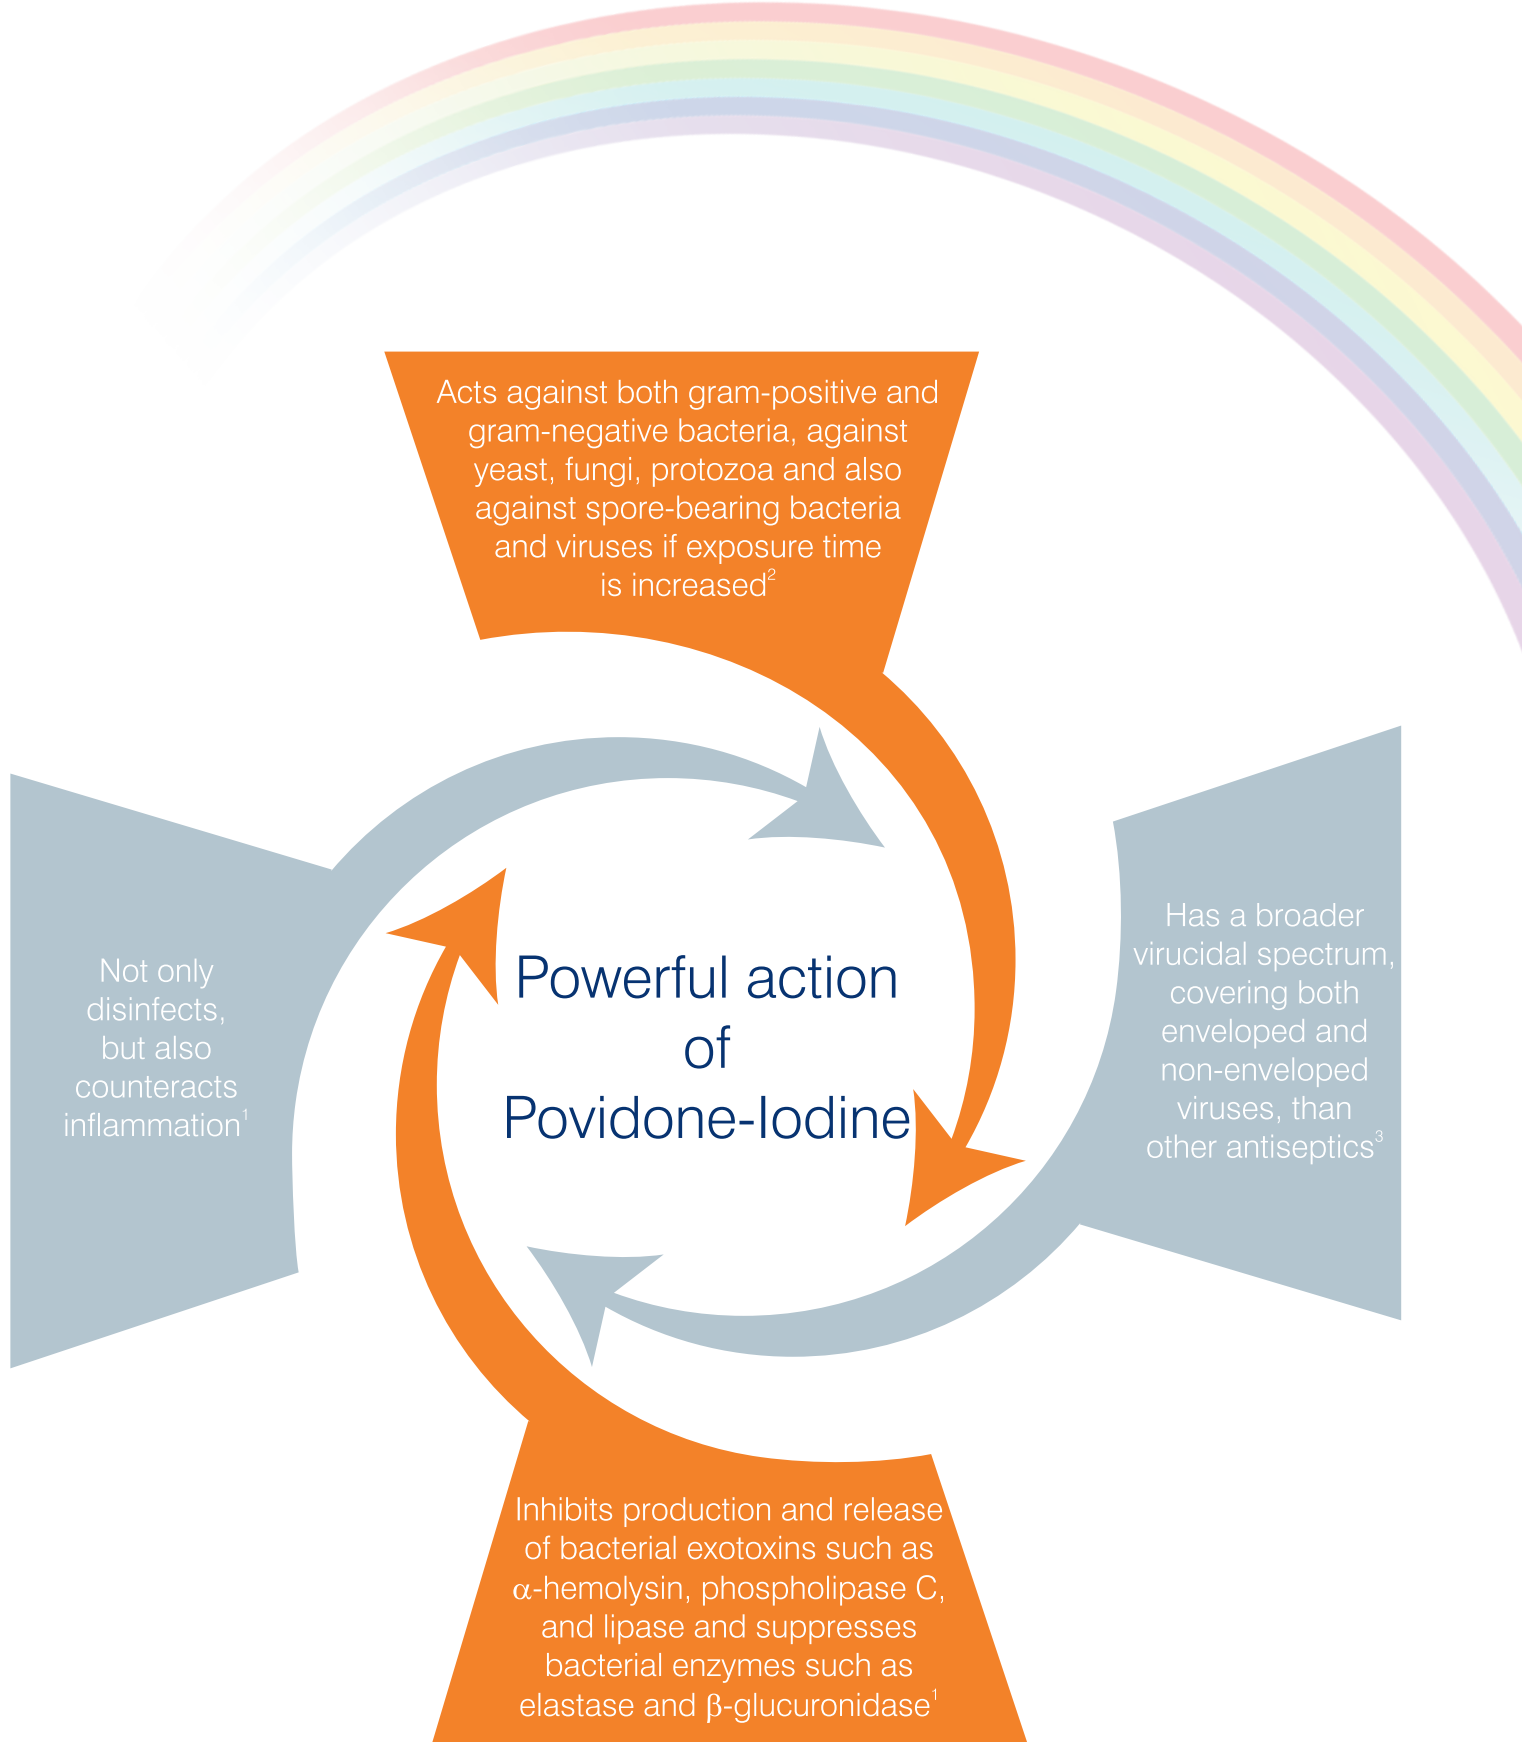 Acts against both gram-positive and
gram-negative bacteria, against
yeast, fungi, protozoa and also
against spore-bearing bacteria
and viruses if exposure time
is increased²
Not only
disinfects,
but also
counteracts
inflammation¹
Powerful action
of
Povidone-Iodine
Has a broader
virucidal spectrum,
covering both
enveloped and
non-enveloped
viruses, than
other antiseptics³
Inhibits production and release
of bacterial exotoxins such as
α-hemolysin, phospholipase C,
and lipase and suppresses
bacterial enzymes such as
elastase and β-glucuronidase¹